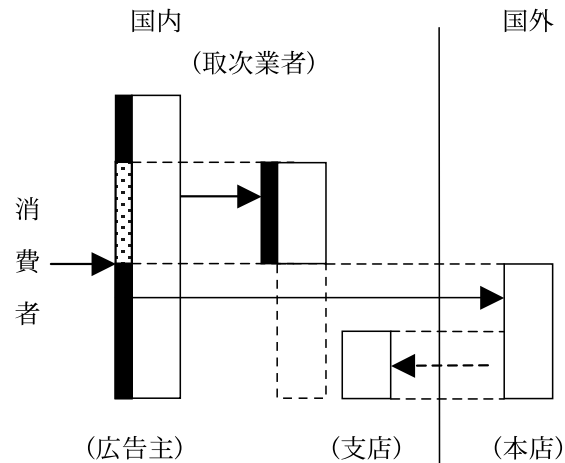 国内
国外
（取次業者）
消費者
（広告主）
（支店）
（本店）